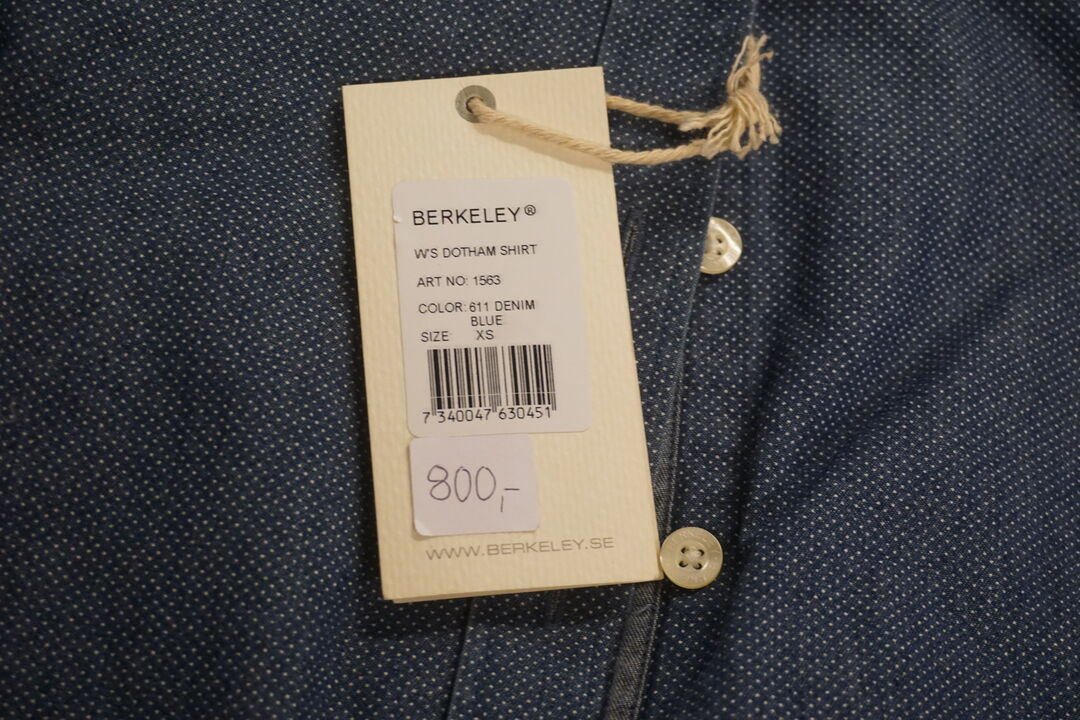 BERKELEY®
W'S DOTHAM SHIRT
ART NO: 1563
COLOR: 611 DENIM
BLUE
SIZE: XS
7 340047 630451
800,-
WWW.BERKELEY.SE